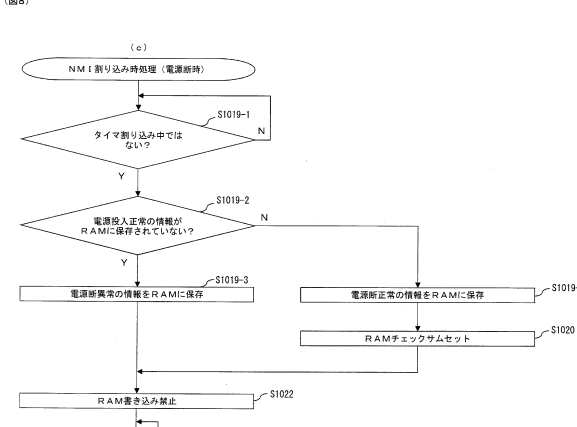 (図8)
(c)
NMI割り込み時処理(電源断時)
S1019-1
タイマ割り込み中では
ない?
N
Y
S1019-2
電源投入正常の情報が
RAMに保存されていない?
N
Y
S1019-3
電源断異常の情報をRAMに保存
S1019-
電源断正常の情報をRAMに保存
S1020
RAMチェックサムセット
S1022
RAM書き込み禁止